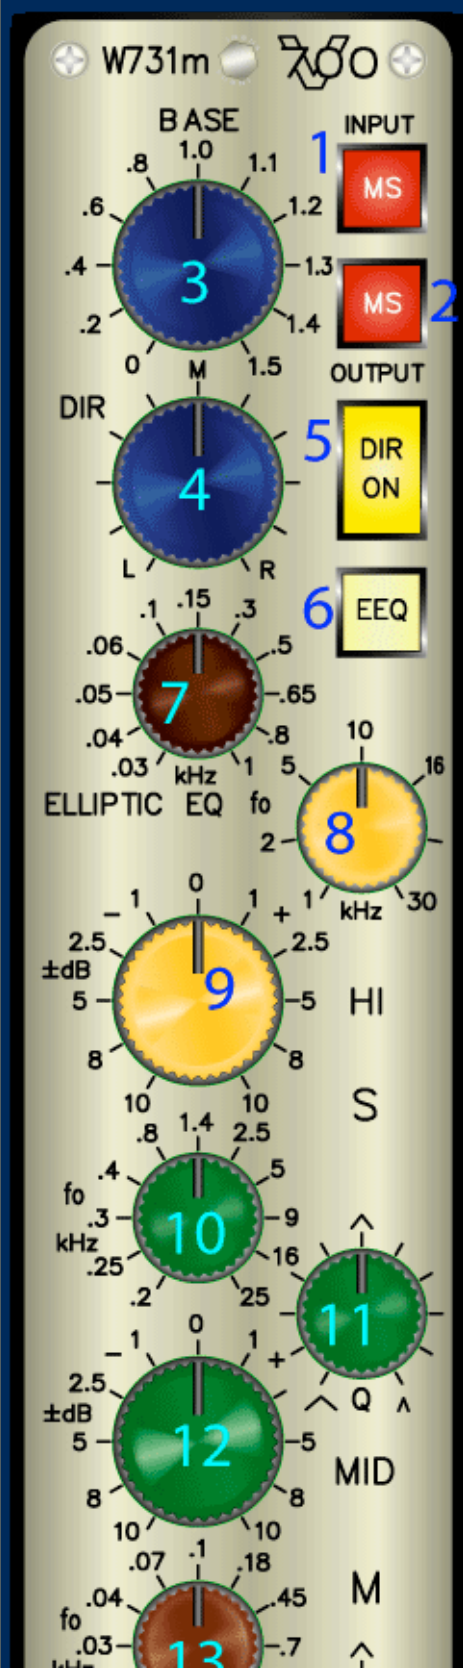 W731m ZOO
BASE
INPUT
1
MS
1.0
.8
1.1
.6
1.2
.4
1.3
.2
1.4
0
1.5
3
MS
2
OUTPUT
DIR
M
L
R
4
5
DIR
ON
6
EEQ
.15
.1
.3
.06
.5
.05
.65
.04
.8
.03
kHz
1
7
ELLIPTIC EQ
fo
10
5
16
2
1
kHz
30
8
0
- 1
1 +
2.5
2.5
±dB
5
5
8
8
10
10
9
HI
S
1.4
.8
2.5
.4
5
fo
.3
9
kHz
.25
16
.2
25
10
11
Q
0
- 1
1 +
2.5
±dB
5
5
8
8
10
10
12
MID
M
.1
.07
.18
.04
.45
fo
.03
.7
kHz
13